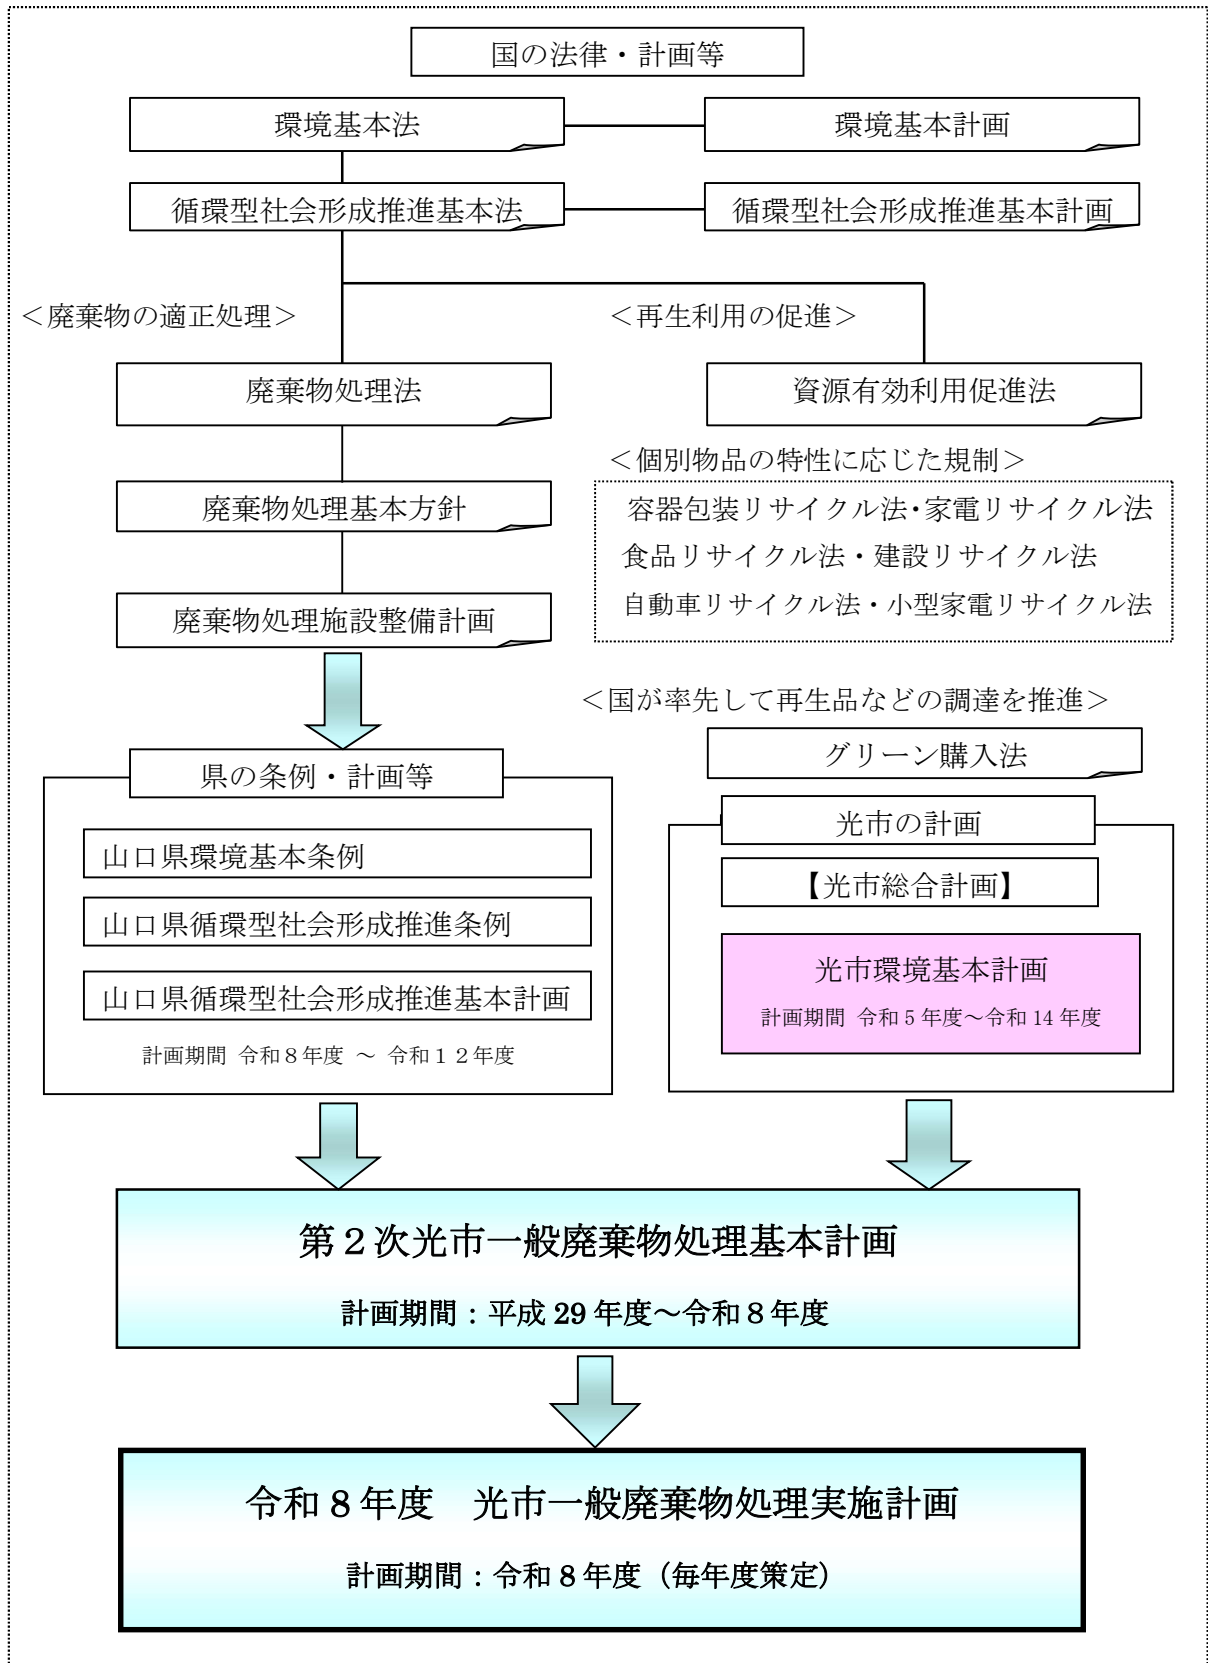 国の法律・計画等
環境基本法
環境基本計画
循環型社会形成推進基本法
循環型社会形成推進基本計画
＜廃棄物の適正処理＞
＜再生利用の促進＞
廃棄物処理法
資源有効利用促進法
＜個別物品の特性に応じた規制＞
廃棄物処理基本方針
容器包装リサイクル法・家電リサイクル法
食品リサイクル法・建設リサイクル法
自動車リサイクル法・小型家電リサイクル法
廃棄物処理施設整備計画
＜国が率先して再生品などの調達を推進＞
グリーン購入法
県の条例・計画等
山口県環境基本条例
山口県循環型社会形成推進条例
山口県循環型社会形成推進基本計画
計画期間 令和８年度 ～ 令和１２年度
光市の計画
【光市総合計画】
光市環境基本計画
計画期間 令和 5 年度～令和 14 年度
第２次光市一般廃棄物処理基本計画
計画期間：平成 29 年度～令和８年度
令和８年度　光市一般廃棄物処理実施計画
計画期間：令和８年度（毎年度策定）